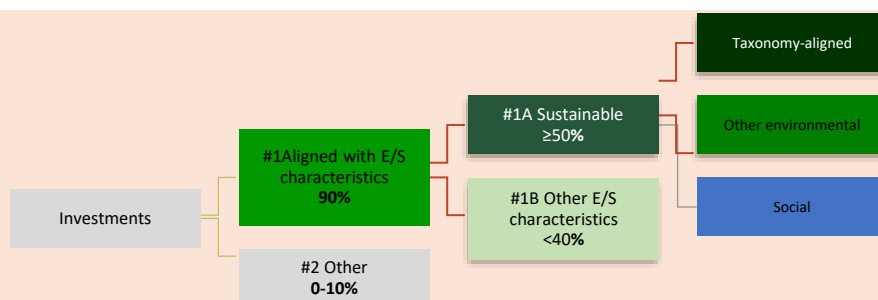 Investments
#1Aligned with E/S
characteristics
90%
#2 Other
0-10%
#1A Sustainable
≥50%
#1B Other E/S
characteristics
<40%
Taxonomy-aligned
Other environmental
Social